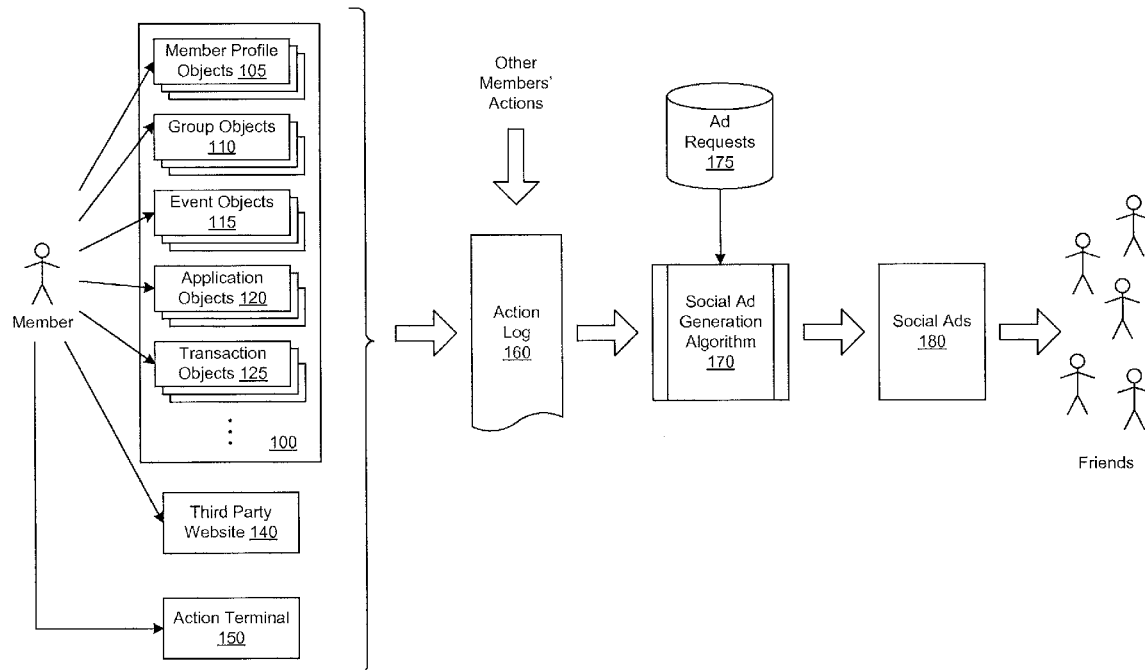 Member Profile
Objects 105
Group Objects
110
Event Objects
115
Application
Objects 120
Transaction
Objects 125
100
Member
Third Party
Website 140
Action Terminal
150
Other
Members'
Actions
Action
Log
160
Ad
Requests
175
Social Ad
Generation
Algorithm
170
Social Ads
180
Friends